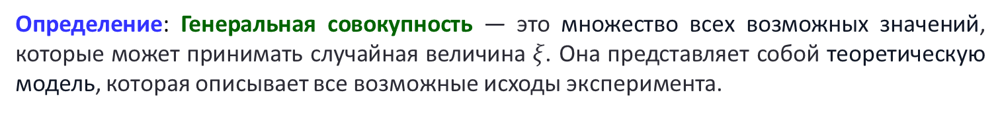 Определение: Генеральная совокупность — это множество всех возможных значений,
которые может принимать случайная величина ξ. Она представляет собой теоретическую
модель, которая описывает все возможные исходы эксперимента.